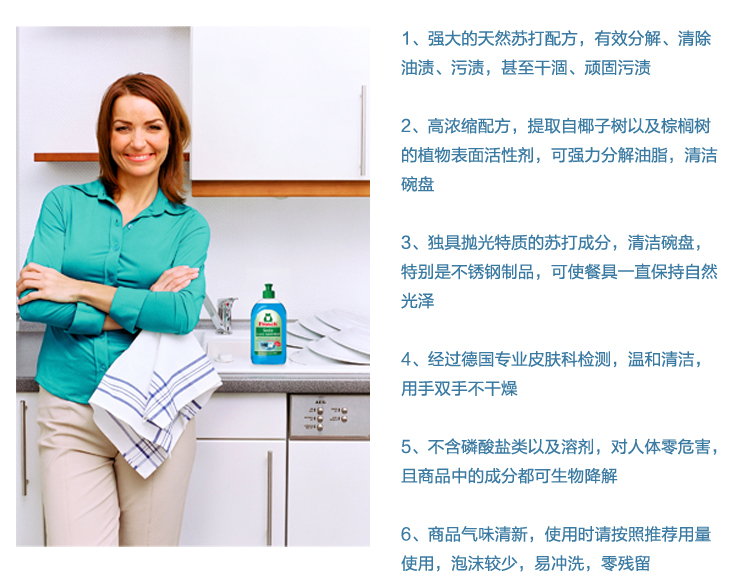 1、强大的天然苏打配方，有效分解、清除
油渍、污渍，甚至干涸、顽固污渍
2、高浓缩配方，提取自椰子树以及棕榈树
的植物表面活性剂，可强力分解油脂，清洁
碗盘
3、独具抛光特质的苏打成分，清洁碗盘，
特别是不锈钢制品，可使餐具一直保持自然
光泽
4、经过德国专业皮肤科检测，温和清洁，
用手双手不干燥
5、不含磷酸盐类以及溶剂，对人体零危害，
且商品中的成分都可生物降解
6、商品气味清新，使用时请按照推荐用量
使用，泡沫较少，易冲洗，零残留
Frosch
AEG